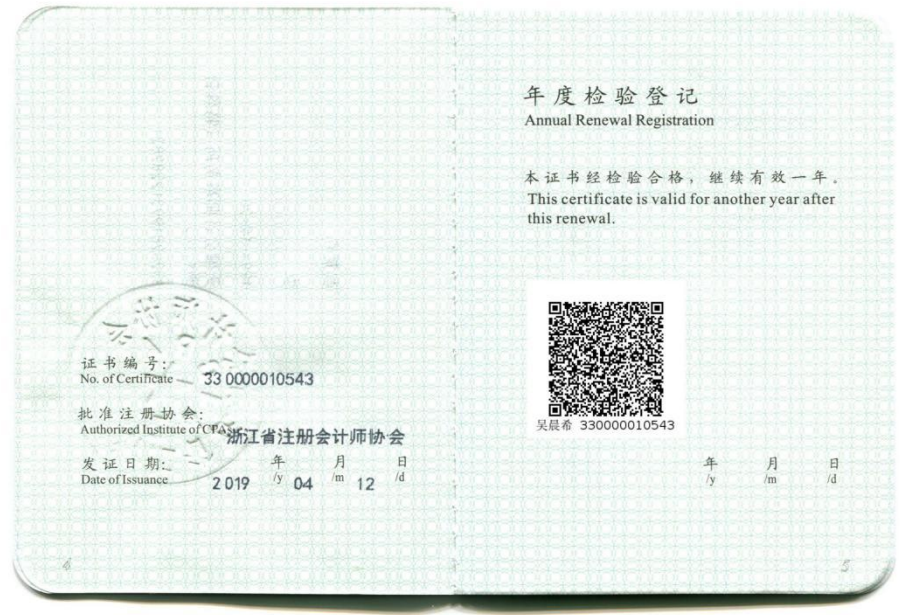 证书编号:
No. of Certificate
33 0000010543
批准注册协会:
Authorized Institute of CPAs
浙江省注册会计师协会
发证日期:
Date of Issuance
2019 年 04 月 12 日
/y /m /d
4
年度检验登记
Annual Renewal Registration
本证书经检验合格，继续有效一年。
This certificate is valid for another year after
this renewal.
吴晨希 330000010543
年 月 日
/y /m /d
5